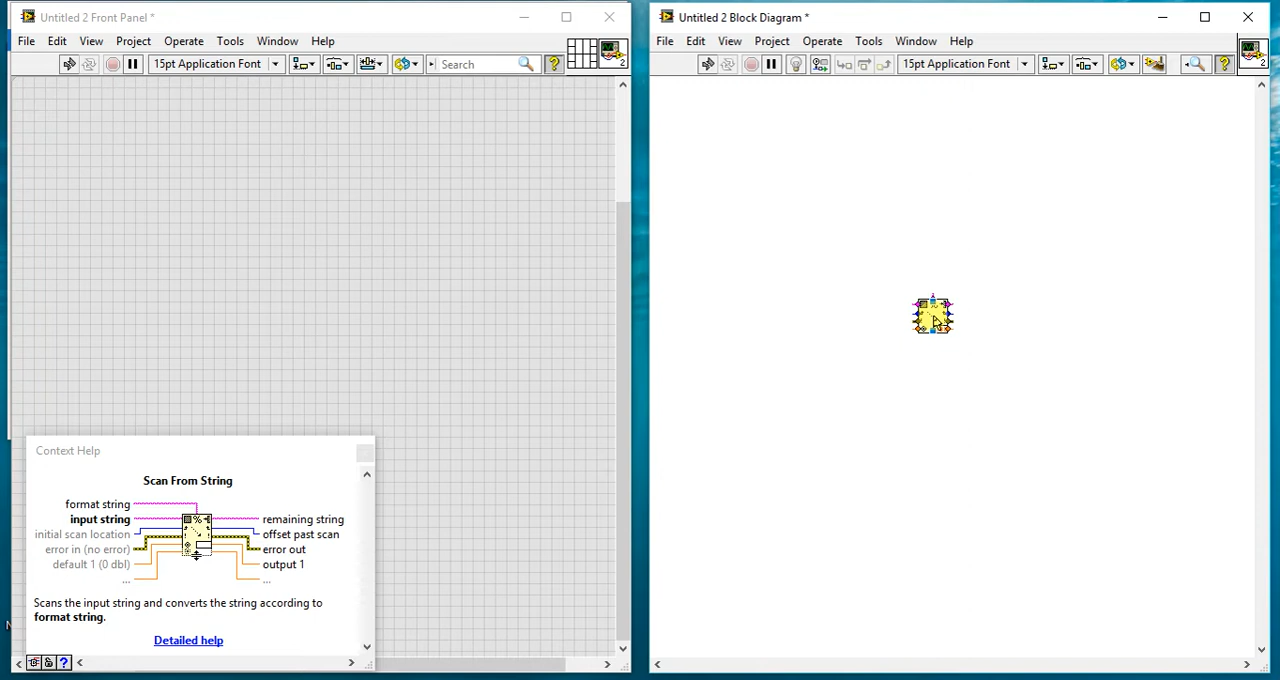 Untitled 2 Front Panel *
File Edit View Project Operate Tools Window Help
15pt Application Font
Search
?
2
Context Help
Scan From String
format string
input string
remaining string
initial scan location
offset past scan
error in (no error)
error out
default 1 (0 dbl)
output 1
...
...
%
Scans the input string and converts the string according to
format string.
Detailed help
?
Untitled 2 Block Diagram *
File Edit View Project Operate Tools Window Help
15pt Application Font
?
2